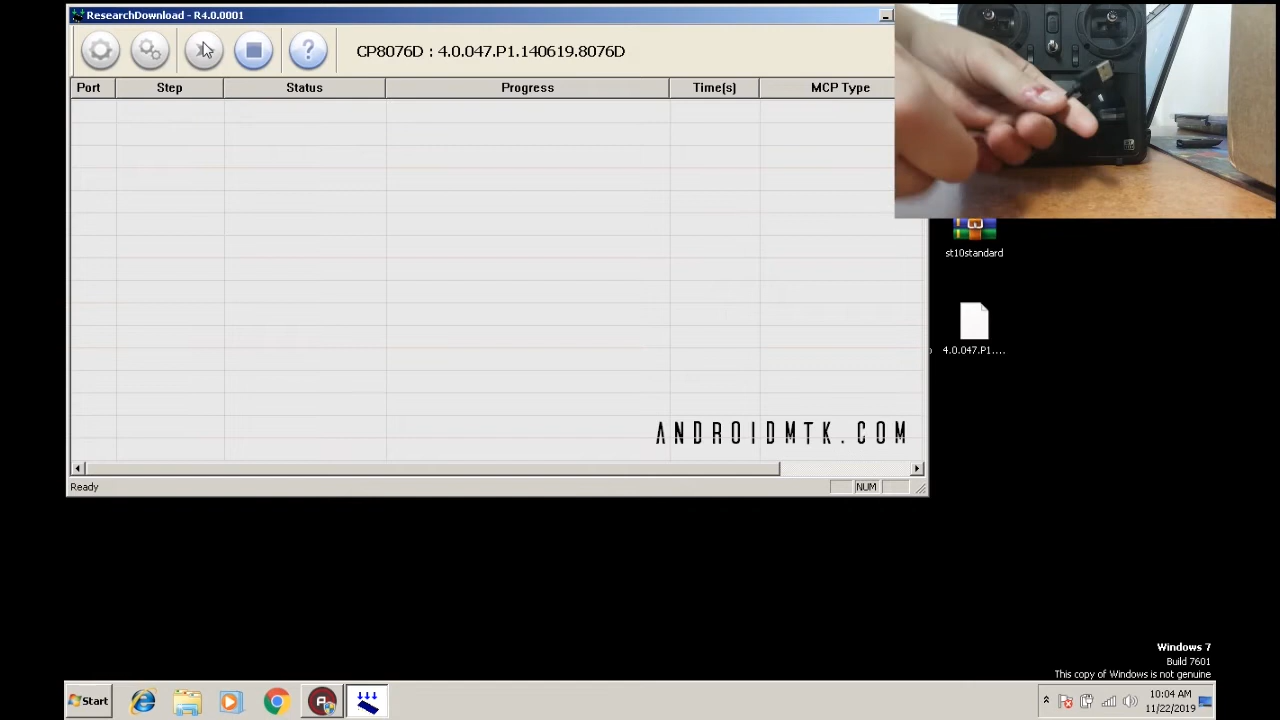 ResearchDownload - R4.0.0001
CP8076D : 4.0.047.P1.140619.8076D
Port Step Status Progress Time(s) MCP Type
st10standard
4.0.047.P1....
ANDROIDMTK.COM
Ready NUM
Windows 7
Build 7601
This copy of Windows is not genuine
Start
10:04 AM
11/22/2019